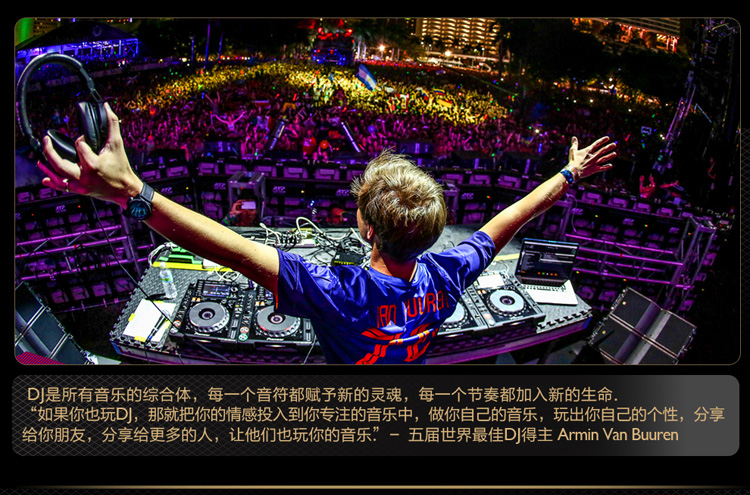 AN BUUREN
DJ是所有音乐的综合体，每一个音符都赋予新的灵魂，每一个节奏都加入新的生命．
“如果你也玩DJ，那就把你的情感投入到你专注的音乐中，做你自己的音乐，玩出你自己的个性，分享
给你朋友，分享给更多的人，让他们也玩你的音乐.” – 五届世界最佳DJ得主 Armin Van Buuren